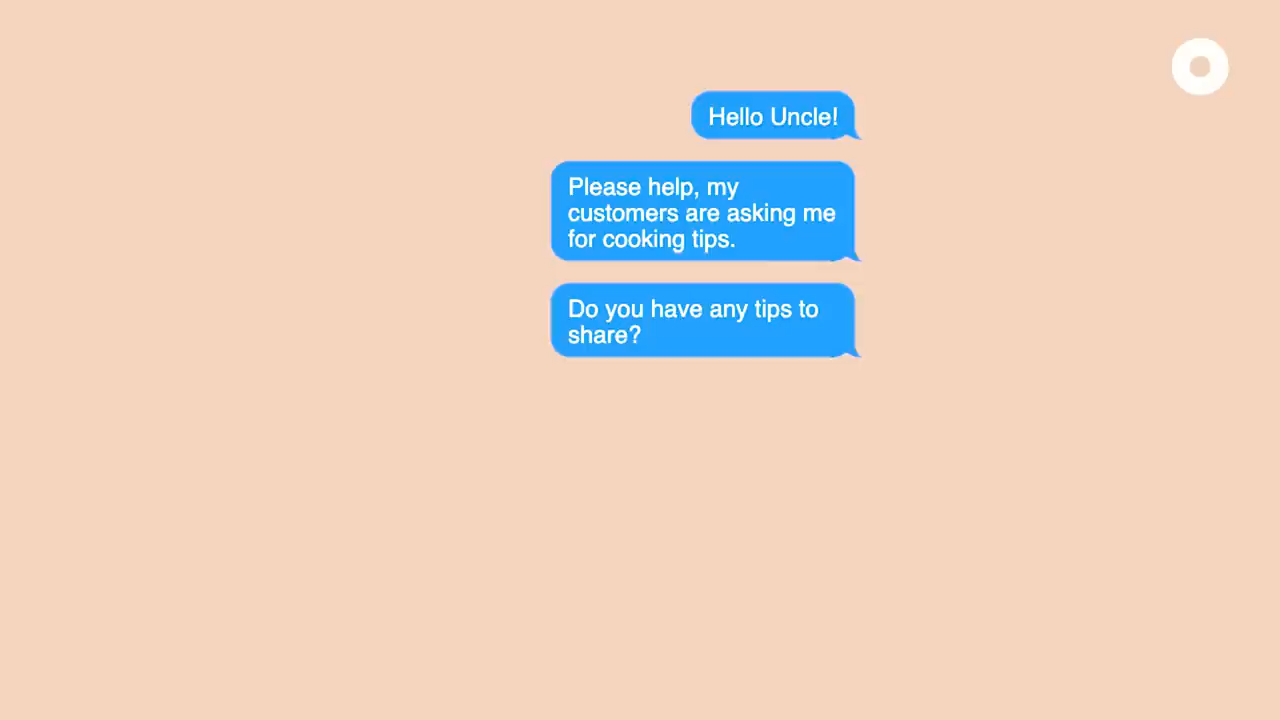 Hello Uncle!
Please help, my
customers are asking me
for cooking tips.
Do you have any tips to
share?